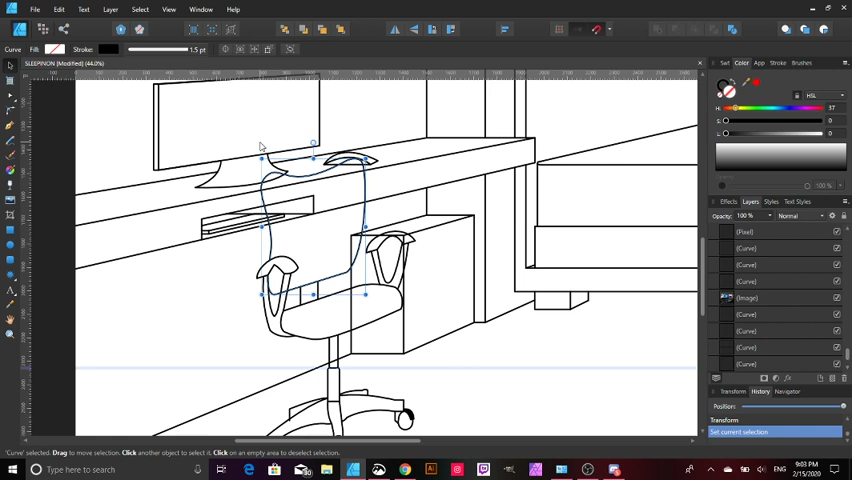 File Edit Text Layer Select View Window
Curve Fill: Stroke: 1.5 pt
SLEEPINON [Modified] (44.0%)
Set Color App Stroke Brushes
HSL
H: 37
S: 0
L: 0
100 %
Effects Layers Styles Text Styles
Opacity: 100 % Normal
(Pixel)
(Curve)
(Curve)
(Curve)
(Image)
(Curve)
(Curve)
(Curve)
(Curve)
Transform History Navigator
Position:
Transform
Set current selection
'Curve' selected. Drag to move selection. Click another object to select it. Click on an empty area to deselect selection.
Type here to search
ENG
9:03 PM
2/15/2020